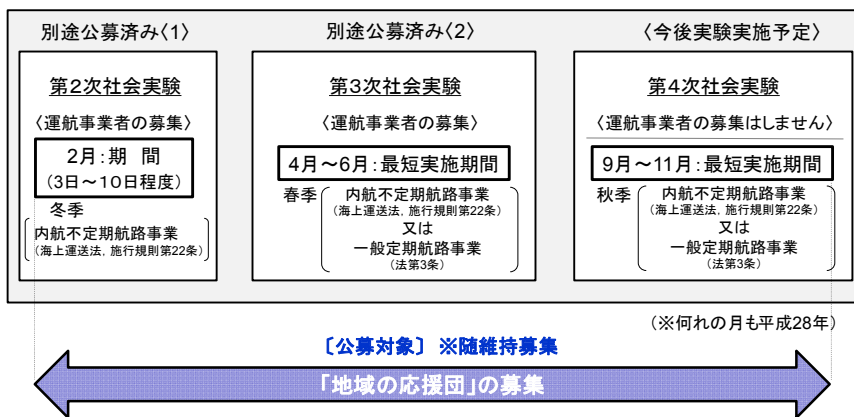 別途公募済み〈1〉
第2次社会実験
〈運航事業者の募集〉
2月:期 間
(3日～10日程度)
冬季
内航不定期航路事業
(海上運送法, 施行規則第22条)
別途公募済み〈2〉
第3次社会実験
〈運航事業者の募集〉
4月～6月:最短実施期間
春季
内航不定期航路事業
(海上運送法, 施行規則第22条)
又は
一般定期航路事業
(法第3条)
〈今後実験実施予定〉
第4次社会実験
〈運航事業者の募集はしません〉
9月～11月:最短実施期間
秋季
内航不定期航路事業
(海上運送法, 施行規則第22条)
又は
一般定期航路事業
(法第3条)
(※何れの月も平成28年)
〔公募対象〕 ※随維持募集
「地域の応援団」の募集